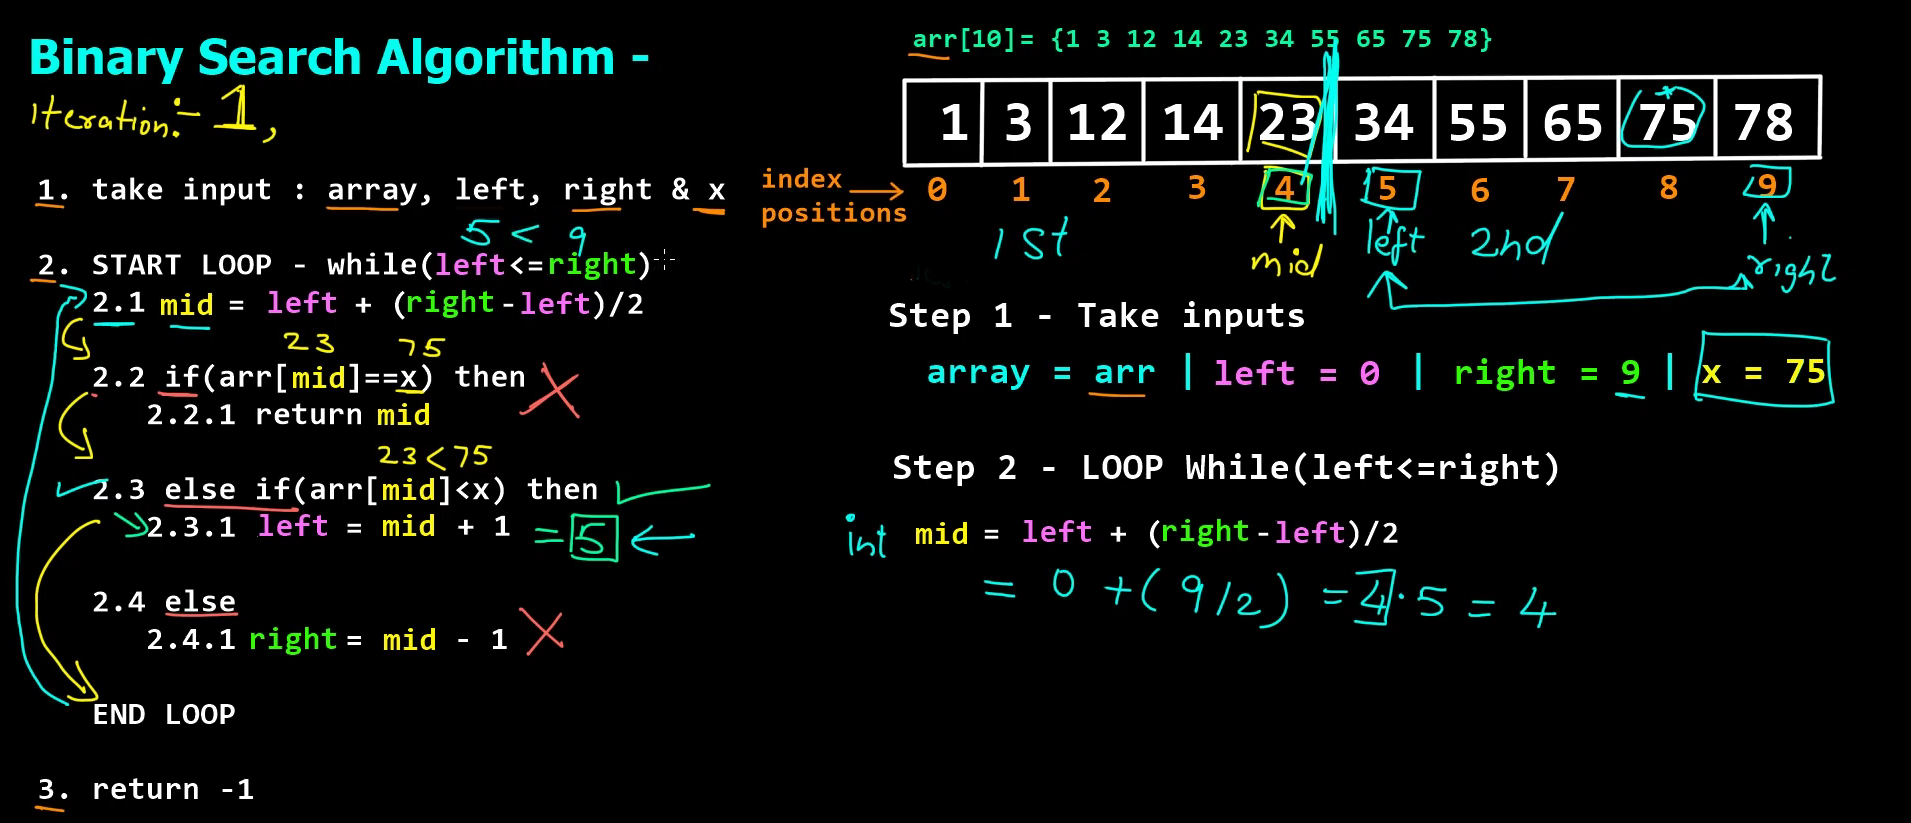 Binary Search Algorithm -
Iteration:- 1,
1. take input : array, left, right & x
5 < 9
2. START LOOP - while(left<=right)
2.1 mid = left + (right-left)/2
23 75
2.2 if(arr[mid]==x) then
2.2.1 return mid
23<75
2.3 else if(arr[mid]<x) then
2.3.1 left = mid + 1 = 5
2.4 else
2.4.1 right = mid - 1
END LOOP
3. return -1
arr[10]= {1 3 12 14 23 34 55 65 75 78}
1 3 12 14 23 34 55 65 75 78
index positions
0 1 2 3 4 5 6 7 8 9
1st mid left 2nd right
Step 1 - Take inputs
array = arr | left = 0 | right = 9 | x = 75
Step 2 - LOOP While(left<=right)
int mid = left + (right-left)/2
= 0 + ( 9/2 ) = 4.5 = 4